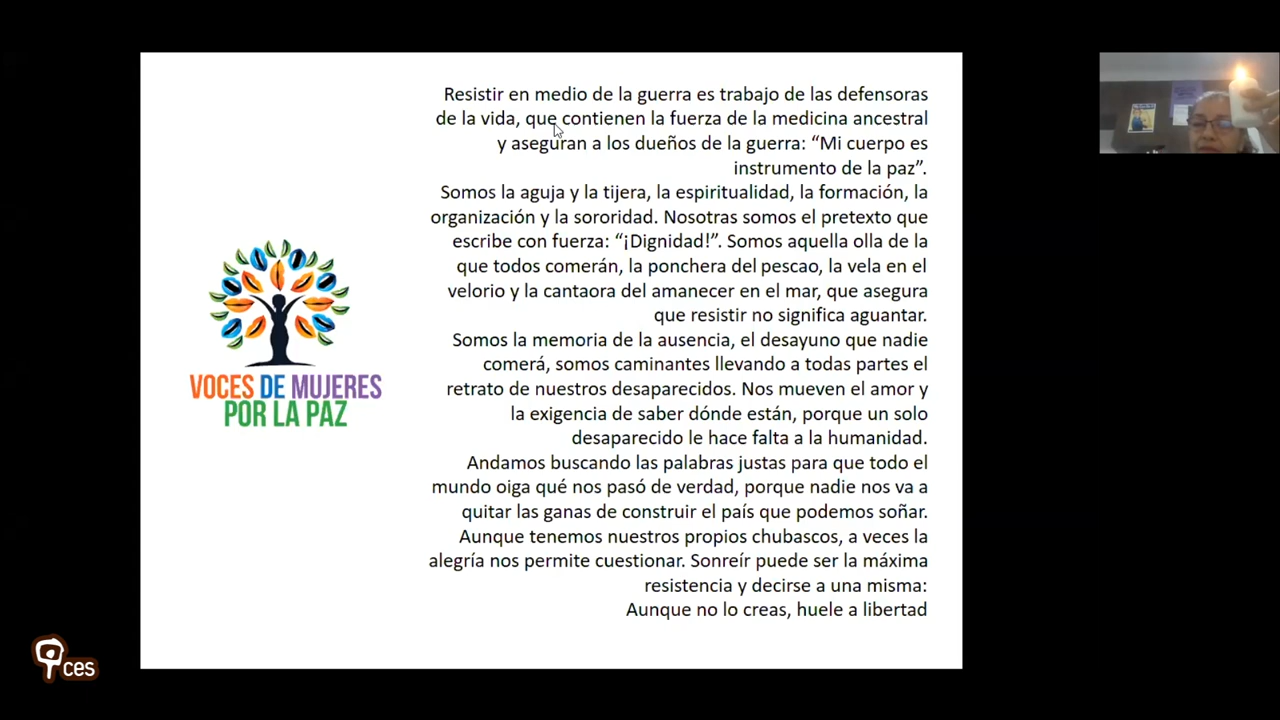 Resistir en medio de la guerra es trabajo de las defensoras
de la vida, que contienen la fuerza de la medicina ancestral
y aseguran a los dueños de la guerra: “Mi cuerpo es
instrumento de la paz”.
Somos la aguja y la tijera, la espiritualidad, la formación, la
organización y la sororidad. Nosotras somos el pretexto que
escribe con fuerza: “¡Dignidad!”. Somos aquella olla de la
que todos comerán, la ponchera del pescao, la vela en el
velorio y la cantaora del amanecer en el mar, que asegura
que resistir no significa aguantar.
Somos la memoria de la ausencia, el desayuno que nadie
comerá, somos caminantes llevando a todas partes el
retrato de nuestros desaparecidos. Nos mueven el amor y
la exigencia de saber dónde están, porque un solo
desaparecido le hace falta a la humanidad.
Andamos buscando las palabras justas para que todo el
mundo oiga qué nos pasó de verdad, porque nadie nos va a
quitar las ganas de construir el país que podemos soñar.
Aunque tenemos nuestros propios chubascos, a veces la
alegría nos permite cuestionar. Sonreír puede ser la máxima
resistencia y decirse a una misma:
Aunque no lo creas, huele a libertad
VOCES DE MUJERES
POR LA PAZ
ces